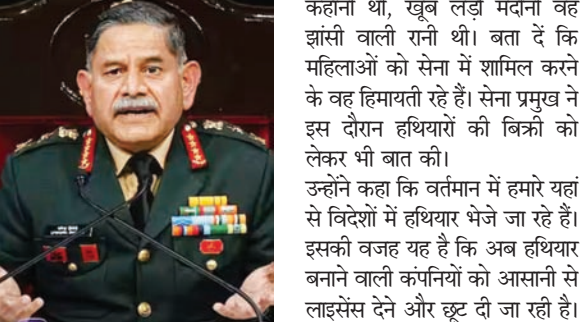 कहानी थी, खूब लड़ी मर्दानी वह
झांसी वाली रानी थी। बता दें कि
महिलाओं को सेना में शामिल करने
के वह हिमायती रहे हैं। सेना प्रमुख ने
इस दौरान हथियारों की बिक्री को
लेकर भी बात की।
उन्होंने कहा कि वर्तमान में हमारे यहां
से विदेशों में हथियार भेजे जा रहे हैं।
इसकी वजह यह है कि अब हथियार
बनाने वाली कंपनियों को आसानी से
लाइसेंस देने और छूट दी जा रही है।